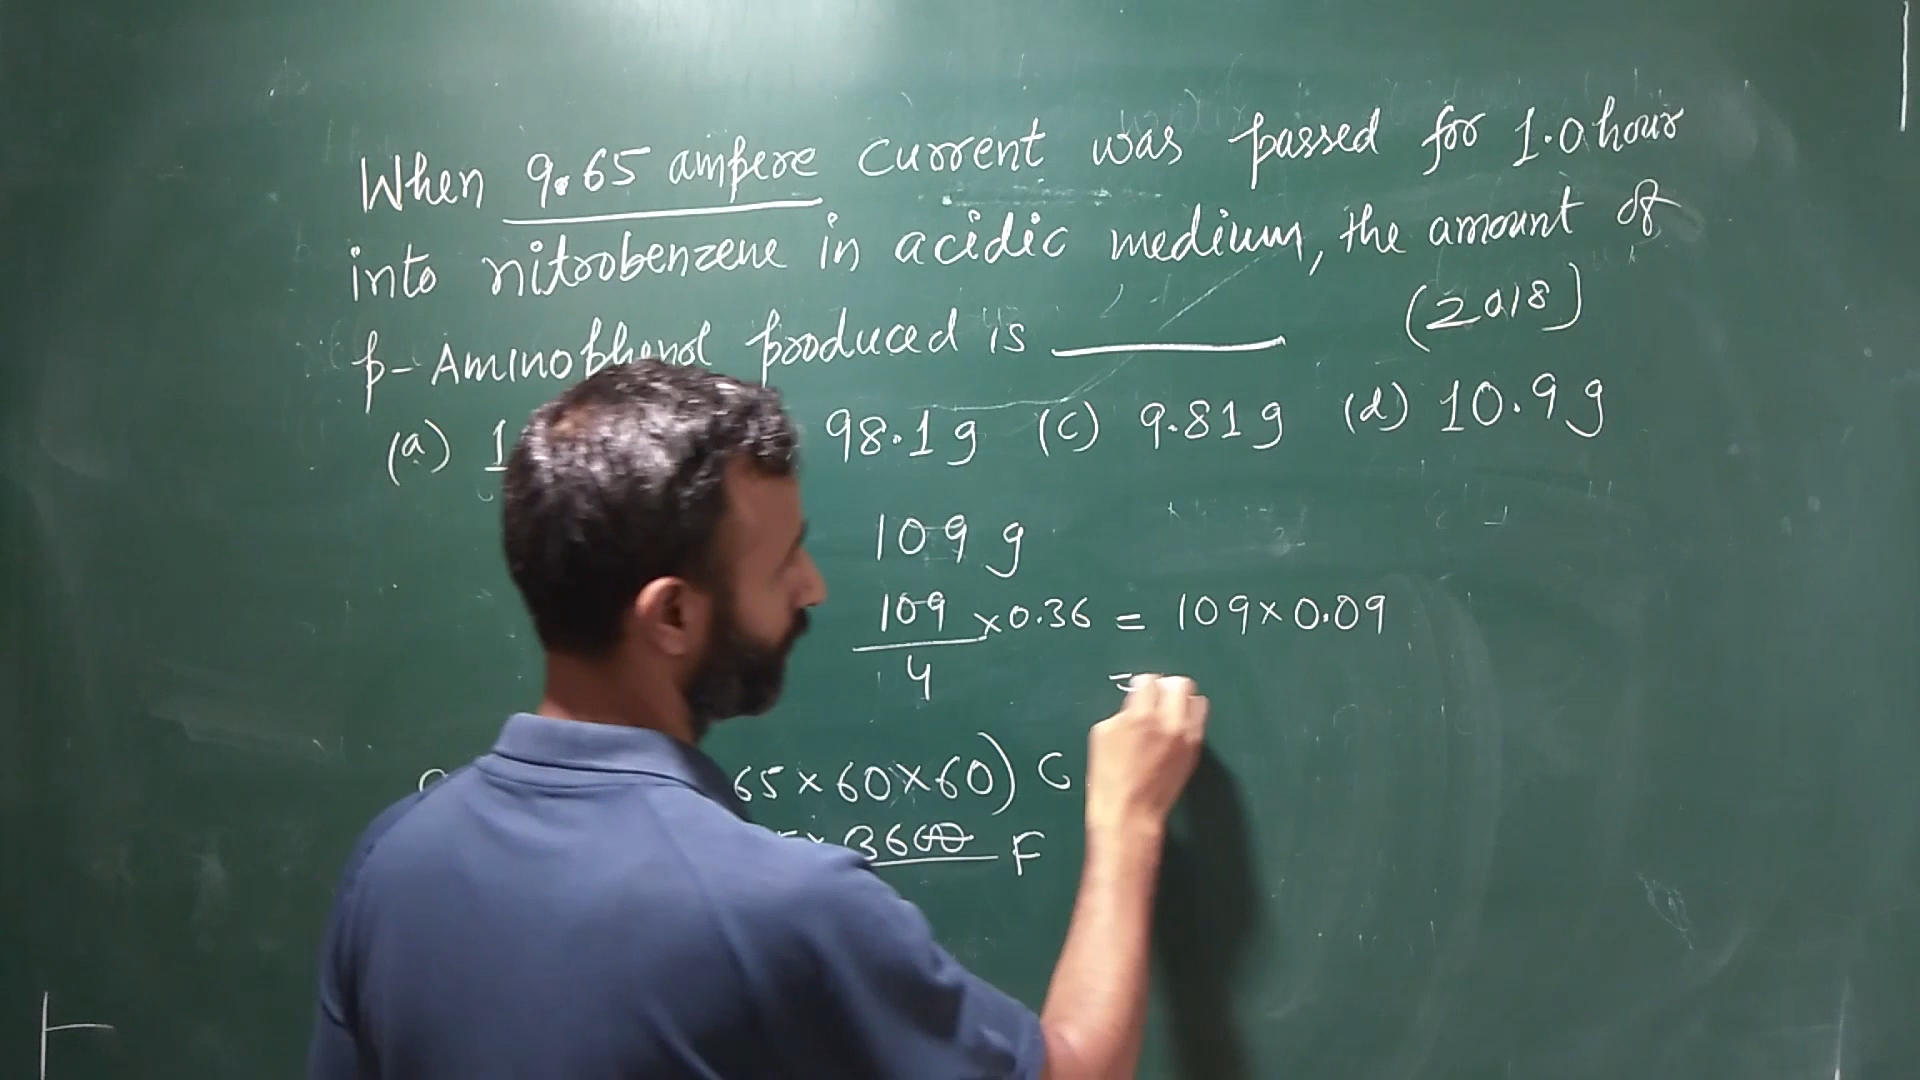 When 9.65 ampere current was passed for 1.0 hour
into nitrobenzene in acidic medium, the amount of
p-Aminophenol produced is ________ (2018)
(a) 1 98.1 g (c) 9.81 g (d) 10.9 g
109 g
109/4 × 0.36 = 109 × 0.09
=
65 × 60 × 60) C
× 3600 F